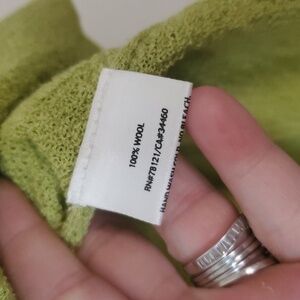 100% WOOL
RN#78121/CA#34460
HAND WASH COLD, NO BLEACH